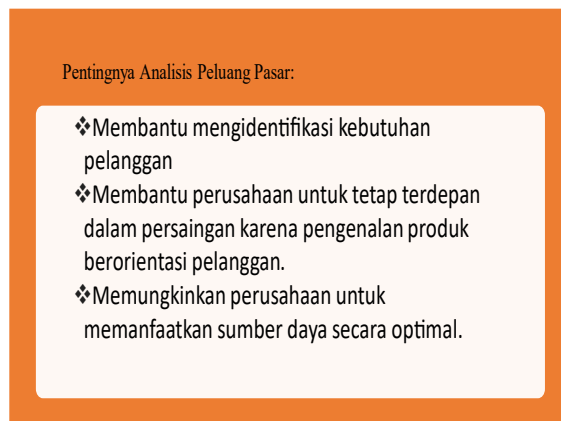 Pentingnya Analisis Peluang Pasar:
❖Membantu mengidentifikasi kebutuhan
pelanggan
❖Membantu perusahaan untuk tetap terdepan
dalam persaingan karena pengenalan produk
berorientasi pelanggan.
❖Memungkinkan perusahaan untuk
memanfaatkan sumber daya secara optimal.